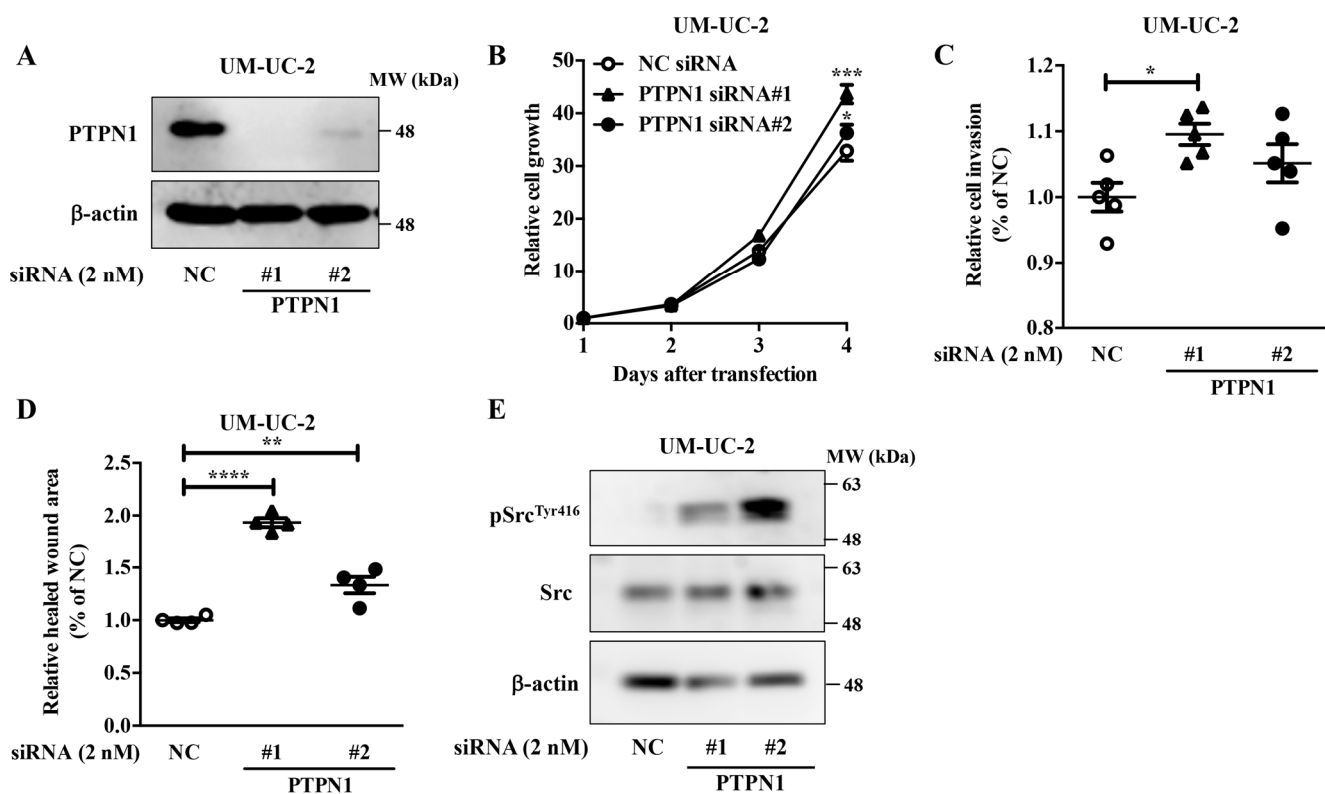 A
UM-UC-2
MW (kDa)
PTPN1
48
β-actin
48
siRNA (2 nM)
NC
#1
#2
PTPN1
B
UM-UC-2
NC siRNA
PTPN1 siRNA#1
PTPN1 siRNA#2
***
*
Relative cell growth
50
40
30
20
10
0
1
2
3
4
Days after transfection
C
UM-UC-2
*
Relative cell invasion
(% of NC)
1.2
1.1
1.0
0.9
0.8
siRNA (2 nM)
NC
#1
#2
PTPN1
D
UM-UC-2
**
****
Relative healed wound area
(% of NC)
2.5
2.0
1.5
1.0
0.5
0.0
siRNA (2 nM)
NC
#1
#2
PTPN1
E
UM-UC-2
MW (kDa)
pSrcTyr416
63
48
Src
63
48
β-actin
48
siRNA (2 nM)
NC
#1
#2
PTPN1